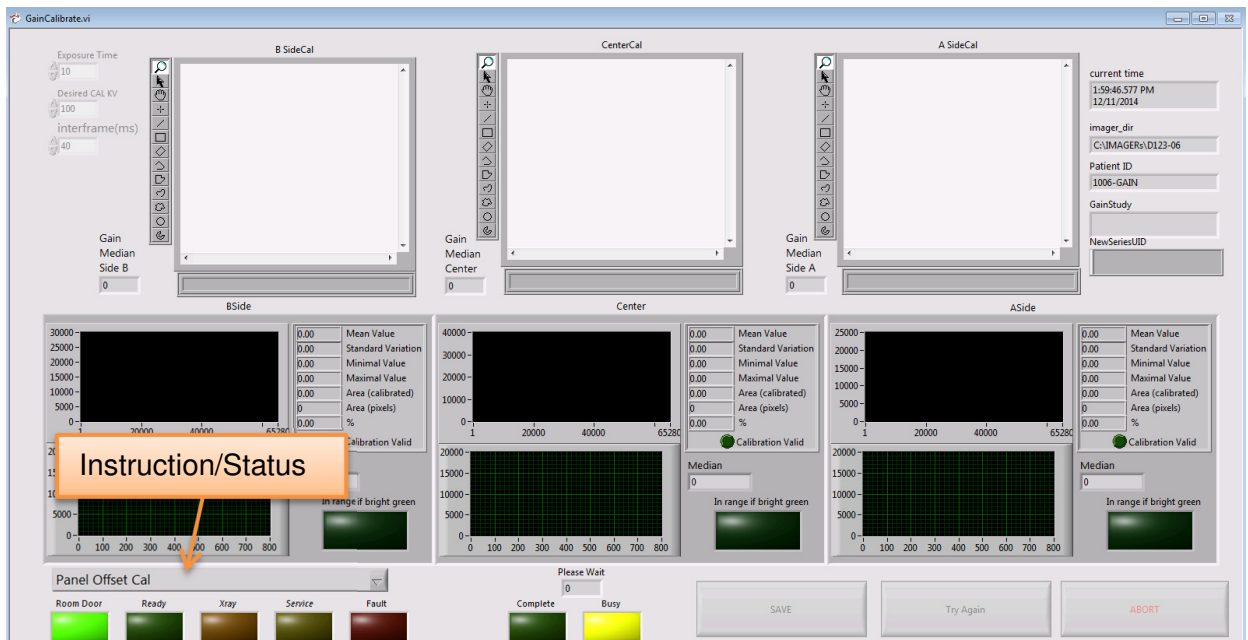 GainCalibrate.vi
Exposure Time
10
Desired CAL KV
100
interframe(ms)
40
B SideCal
Gain
Median
Side B
0
CenterCal
Gain
Median
Center
0
A SideCal
Gain
Median
Side A
0
current time
1:59:46.577 PM
12/11/2014
imager_dir
C:\IMAGERs\D123-06
Patient ID
1006-GAIN
GainStudy
NewSeriesUID
BSide
30000
25000
20000
15000
10000
5000
0
1 20000 40000 65280
0.00 Mean Value
0.00 Standard Variation
0.00 Minimal Value
0.00 Maximal Value
0.00 Area (calibrated)
0 Area (pixels)
0.00 %
Calibration Valid
Instruction/Status
5000
0
0 100 200 300 400 500 600 700 800
In range if bright green
Center
40000
30000
20000
10000
0
1 20000 40000 65280
0.00 Mean Value
0.00 Standard Variation
0.00 Minimal Value
0.00 Maximal Value
0.00 Area (calibrated)
0 Area (pixels)
0.00 %
Calibration Valid
20000
15000
10000
5000
0
0 100 200 300 400 500 600 700 800
Median
0
In range if bright green
ASide
25000
20000
15000
10000
5000
0
1 20000 40000 65280
0.00 Mean Value
0.00 Standard Variation
0.00 Minimal Value
0.00 Maximal Value
0.00 Area (calibrated)
0 Area (pixels)
0.00 %
Calibration Valid
20000
15000
10000
5000
0
0 100 200 300 400 500 600 700 800
Median
0
In range if bright green
Panel Offset Cal
Room Door Ready Xray Service Fault
Please Wait
0
Complete Busy
SAVE
Try Again
ABORT